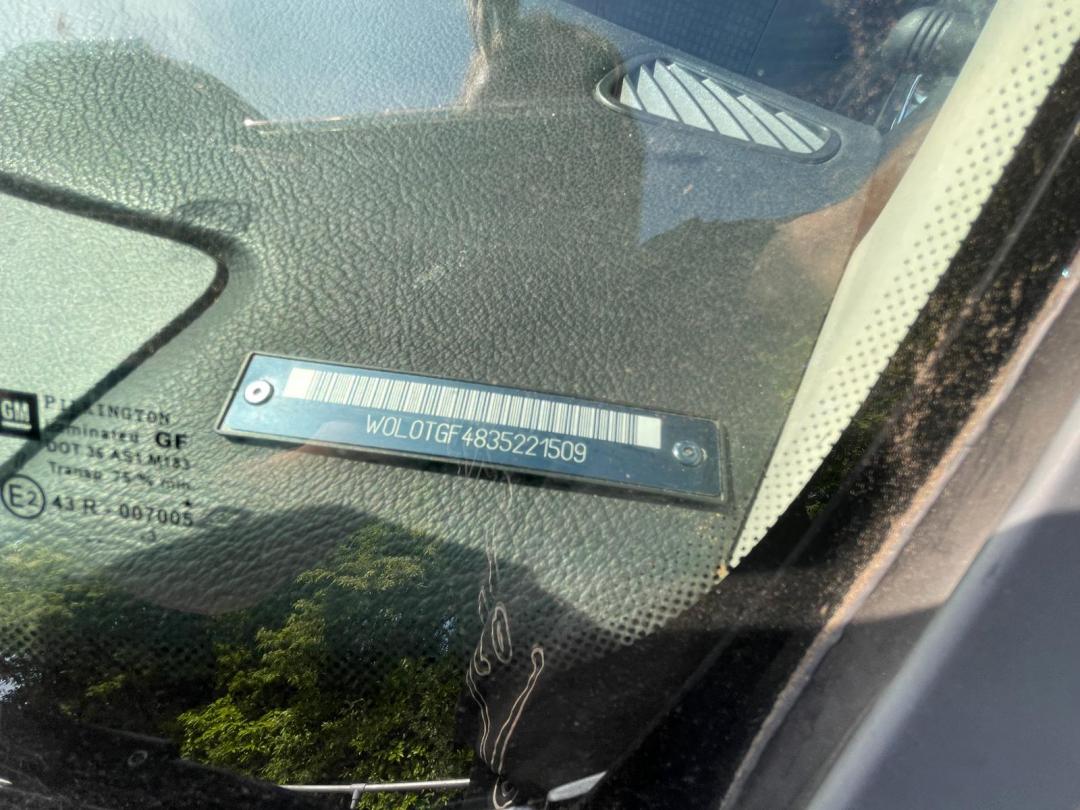 W0L0TGF4835221509
GM
PILKINGTON
Laminated GF
DOT 36 AS1 M183
Transp. 75 % min.
E2 43 R - 007005